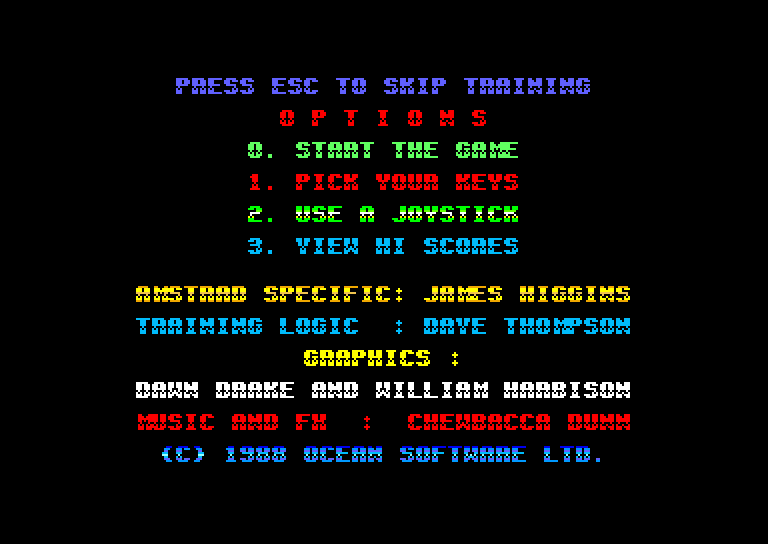 PRESS ESC TO SKIP TRAINING
O P T I O N S
0. START THE GAME
1. PICK YOUR KEYS
2. USE A JOYSTICK
3. VIEW HI SCORES
AMSTRAD SPECIFIC: JAMES HIGGINS
TRAINING LOGIC : DAVE THOMPSON
GRAPHICS :
DAWN DRAKE AND WILLIAM HARBISON
MUSIC AND FX : CHEWBACCA DUNN
(C) 1988 OCEAN SOFTWARE LTD.